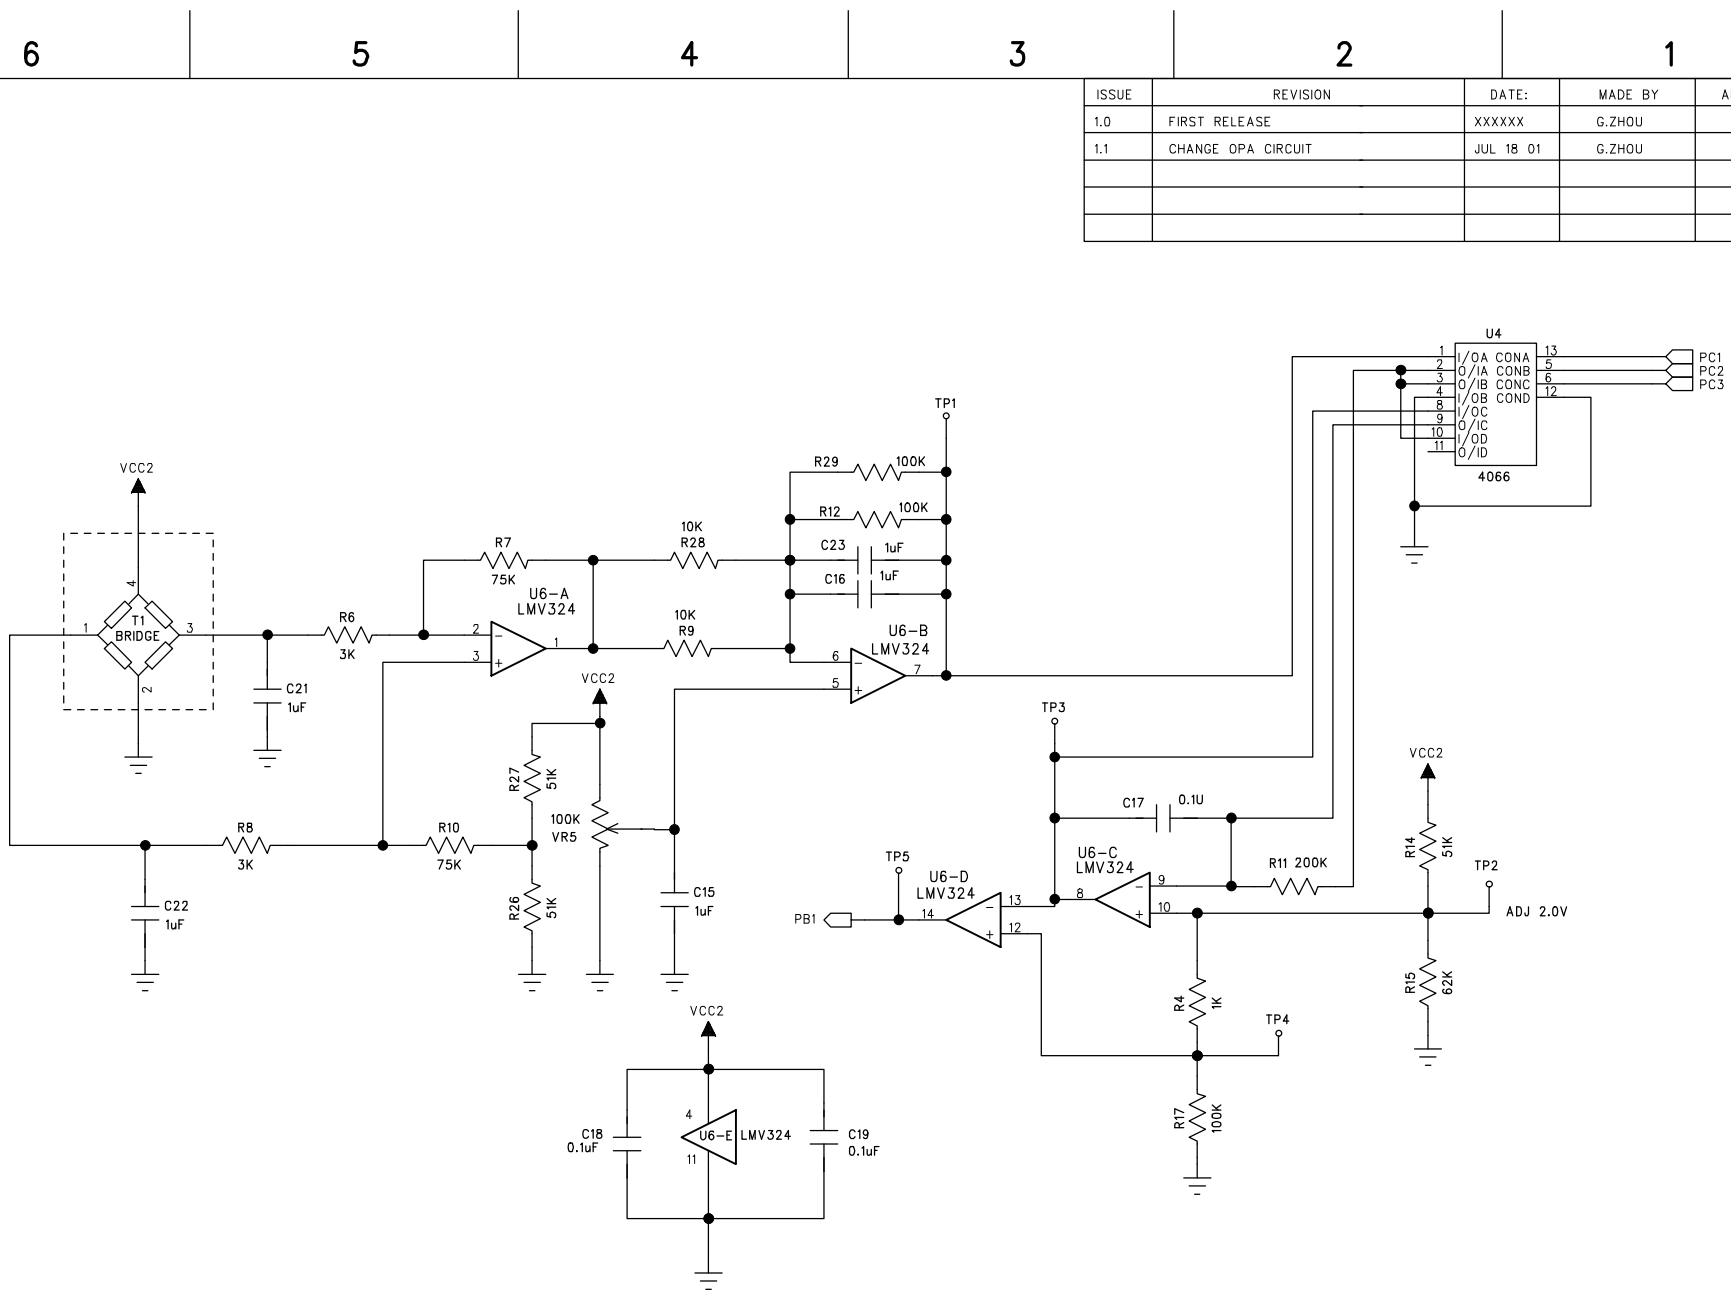 6 5 4 3 2 1
ISSUE REVISION DATE: MADE BY
1.0 FIRST RELEASE XXXXXX G.ZHOU
1.1 CHANGE OPA CIRCUIT JUL 18 01 G.ZHOU
U4
1 I/OA CONA 13 PC1
2 O/IA CONB 5 PC2
3 O/IB CONC 6 PC3
4 I/OB COND 12
8 I/OC
9 O/IC
10 I/OD
11 O/ID
4066
TP1
R29 100K
R12 100K
C23 1uF
C16 1uF
VCC2
4
T1
BRIDGE
1 3
2
C21
1uF
R6
3K
R7
75K
U6-A
LMV324
2 -
3 +
1
10K
R28
10K
R9
U6-B
LMV324
6 -
5 +
7
VCC2
R27 51K
100K
VR5
R26 51K
C15
1uF
R8
3K
R10
75K
C22
1uF
TP3
C17 0.1U
U6-C
LMV324
8
9 -
10 +
R11 200K
VCC2
R14 51K
TP2
ADJ 2.0V
R15 62K
TP5
U6-D
LMV324
PB1
14
- 13
+ 12
R4 1K
TP4
R17 100K
VCC2
4
U6-E LMV324
11
C18
0.1uF
C19
0.1uF